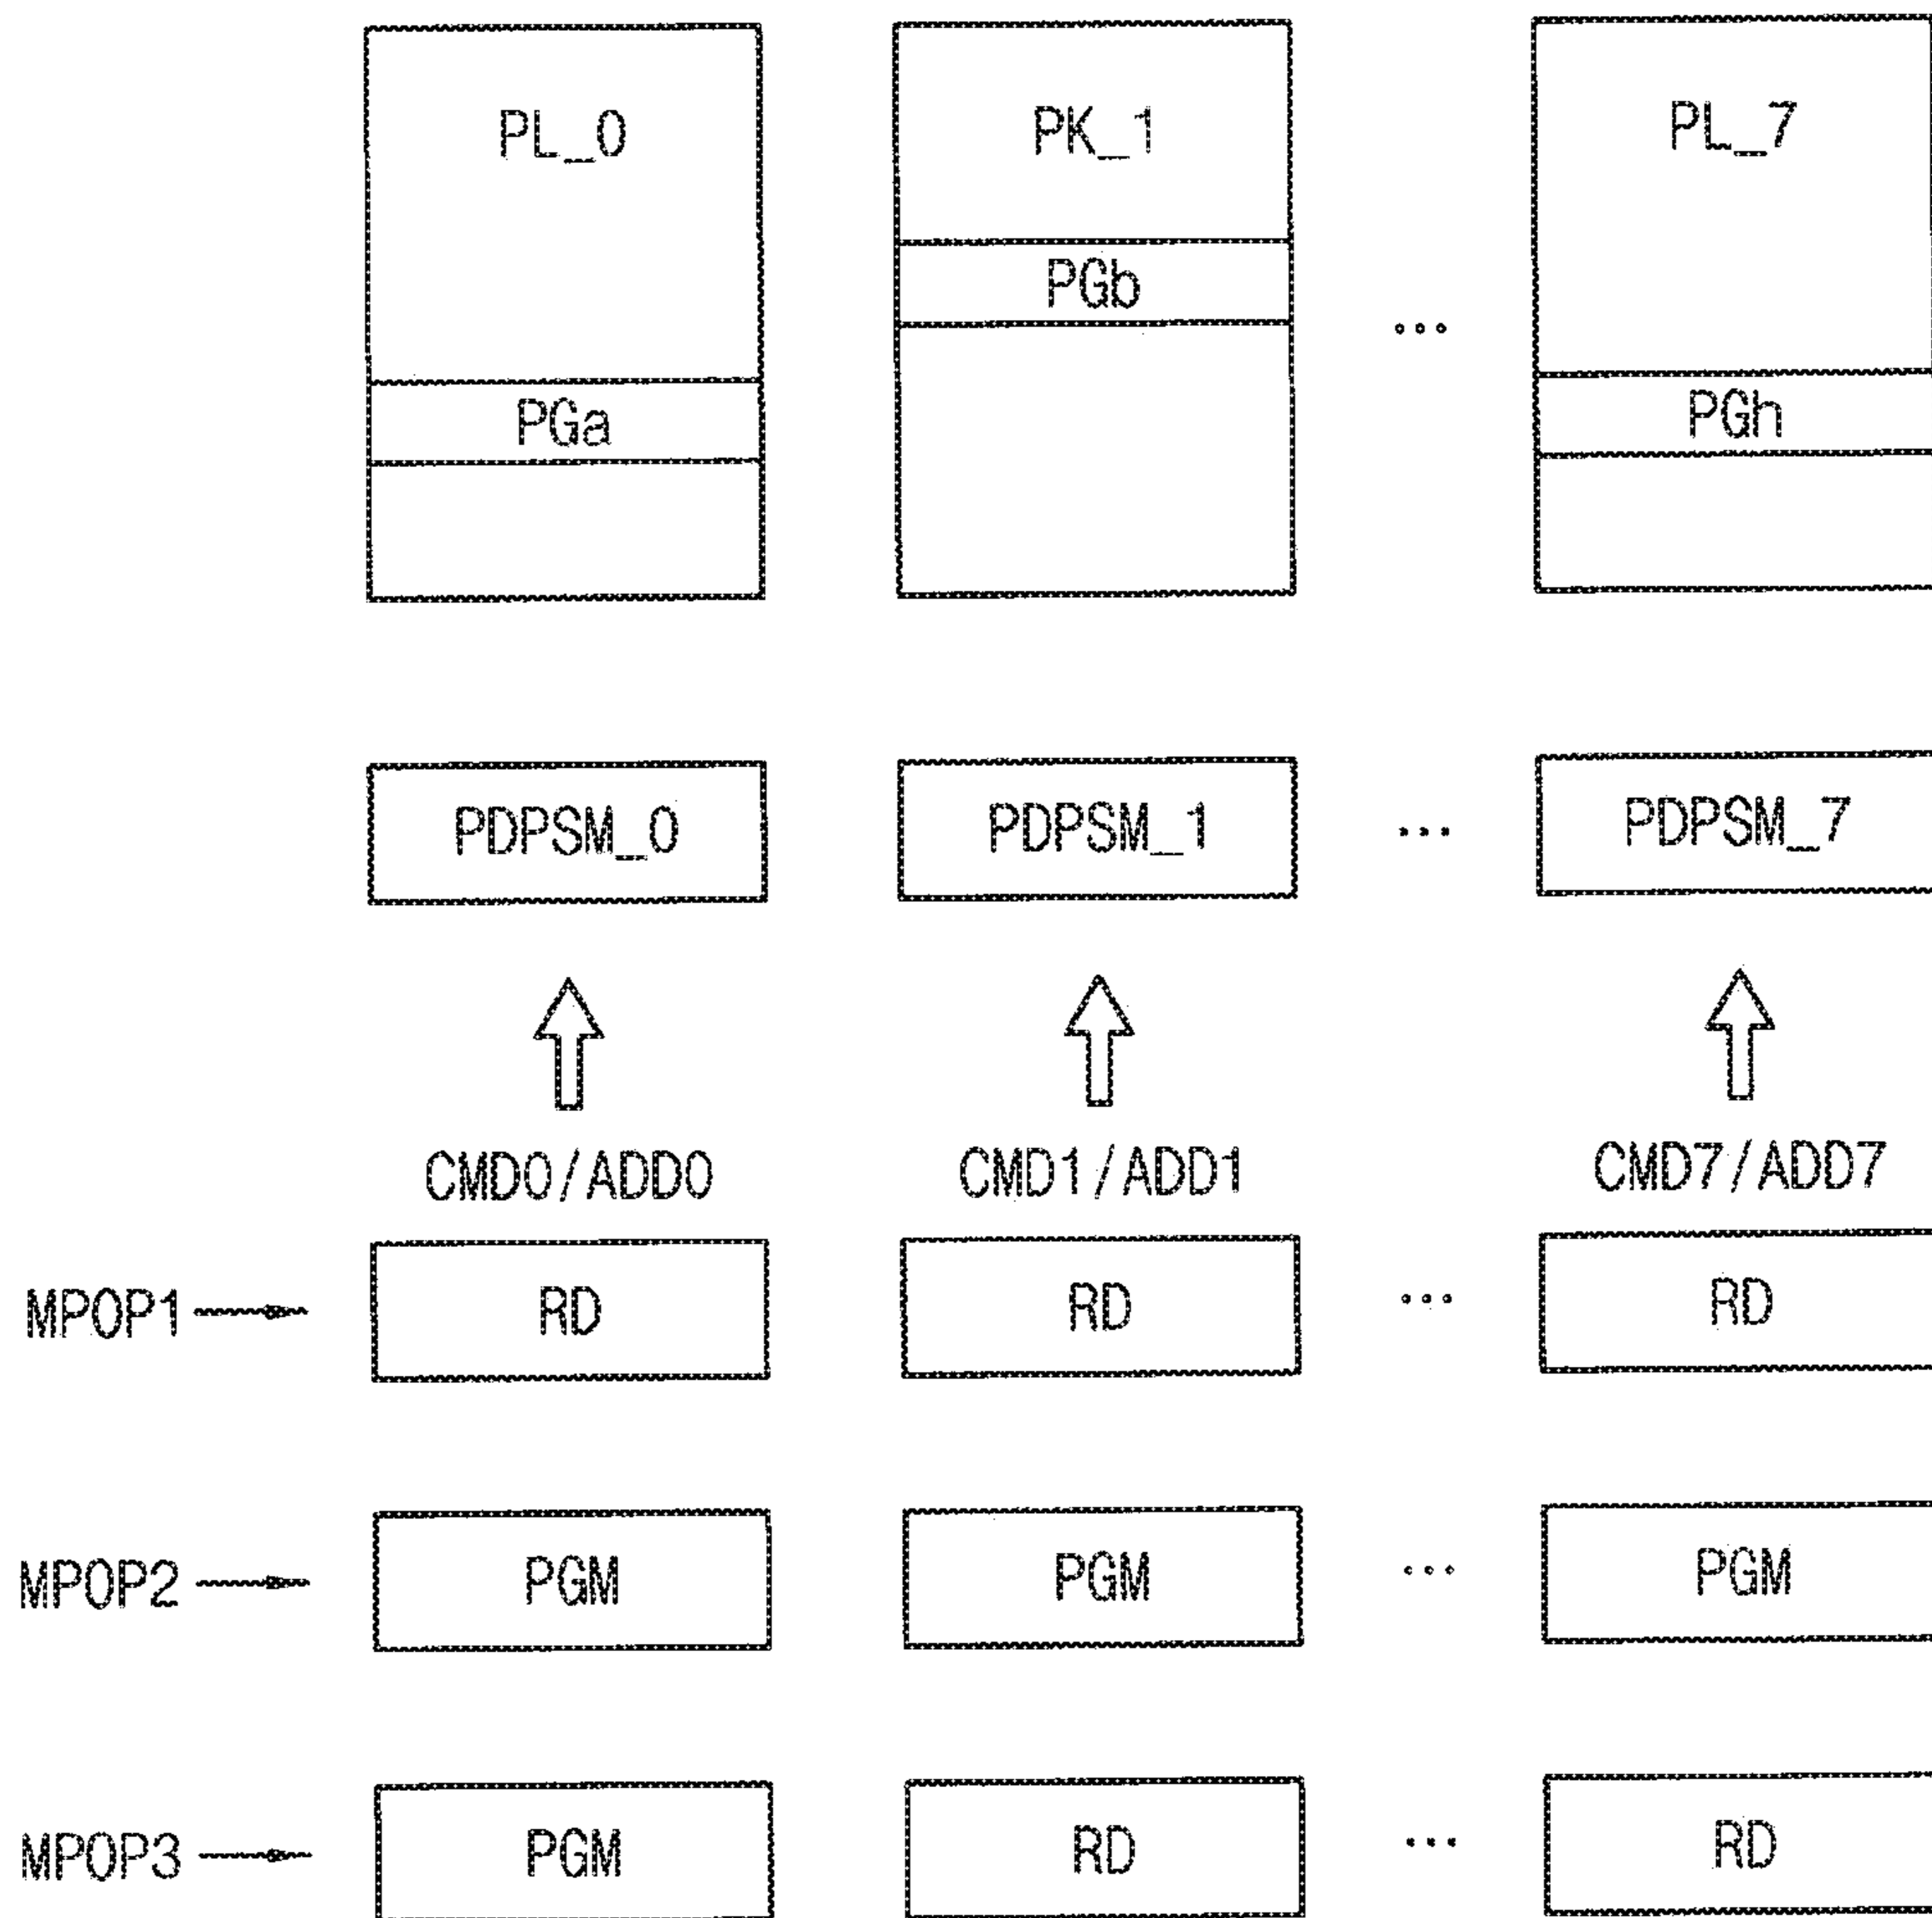 PL_0 PK_1 PL_7
PGb
...
PGa PGh
PDPSM_0 PDPSM_1 ... PDPSM_7
CMD0/ADD0 CMD1/ADD1 CMD7/ADD7
MPOP1 RD RD ... RD
MPOP2 PGM PGM ... PGM
MPOP3 PGM RD ... RD